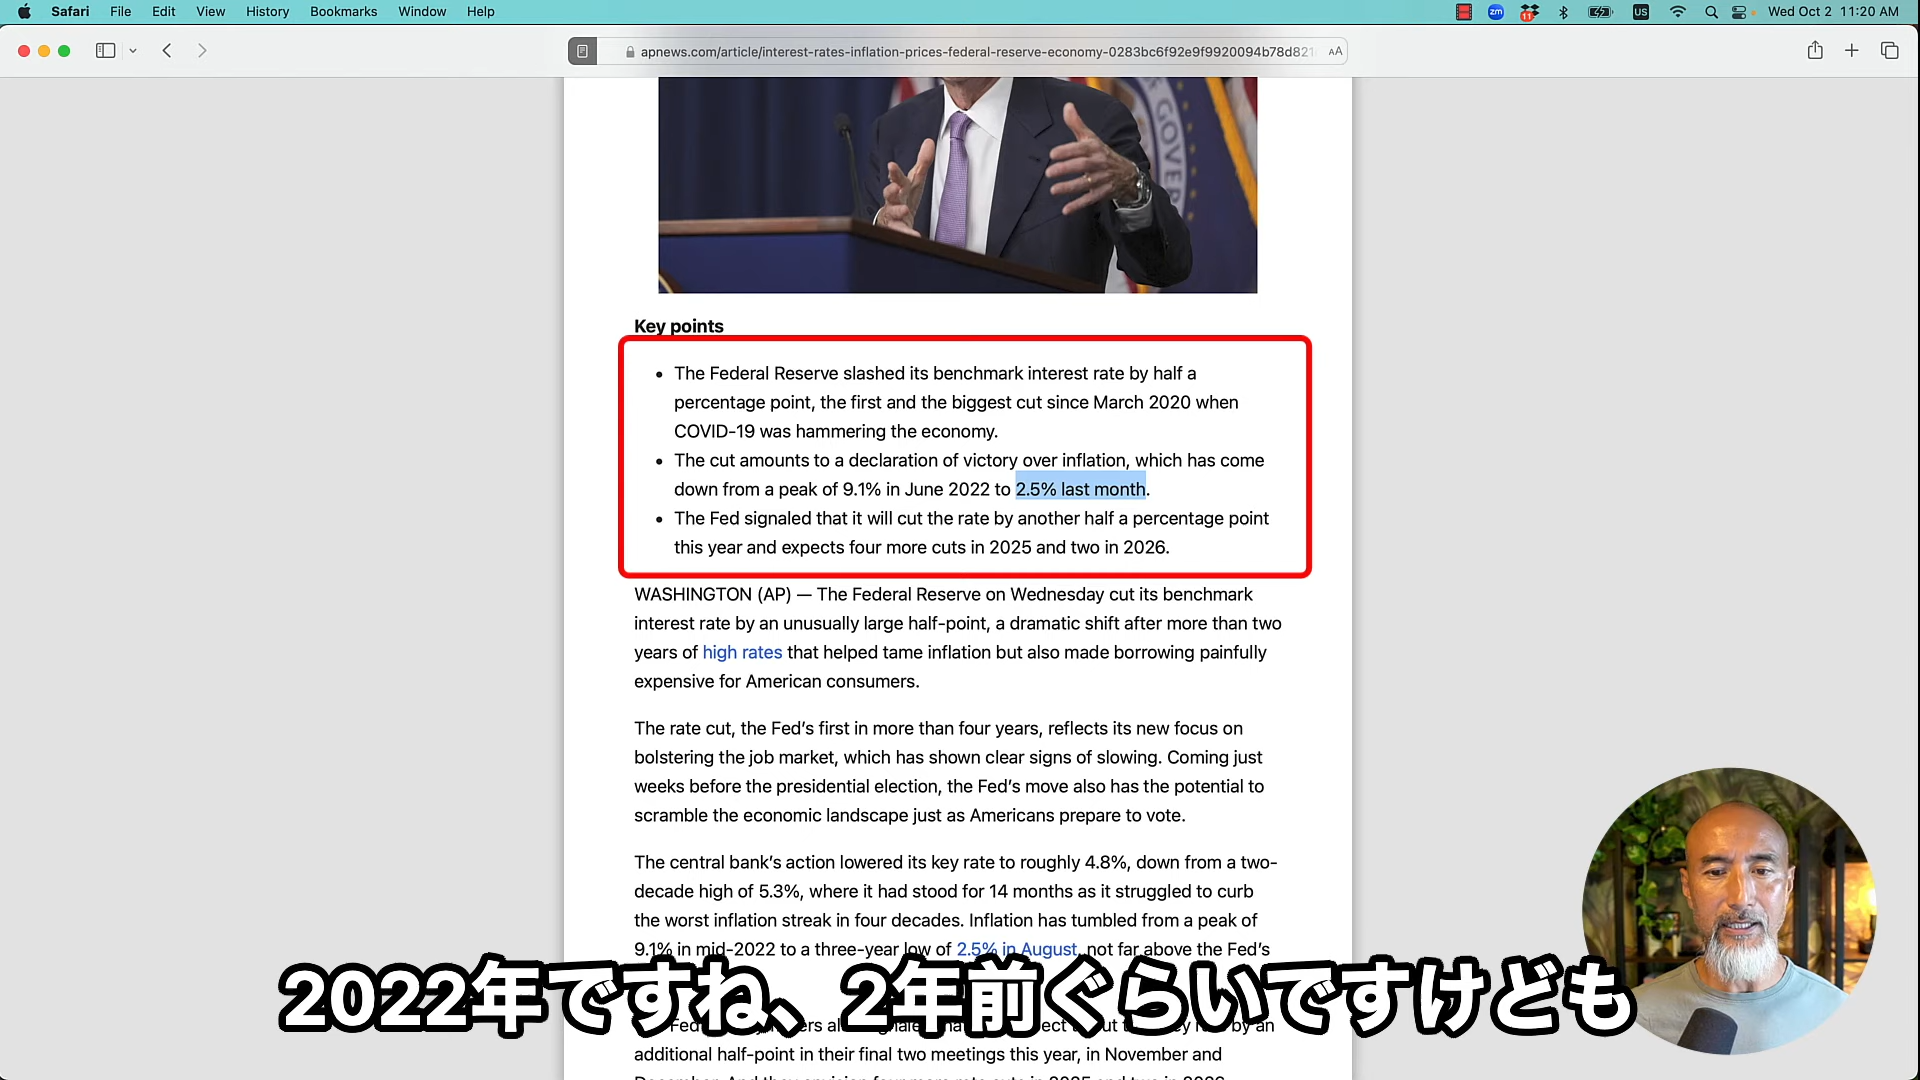 Safari File Edit View History Bookmarks Window Help
zm 11 US Wed Oct 2 11:20 AM
apnews.com/article/interest-rates-inflation-prices-federal-reserve-economy-0283bc6f92e9f9920094b78d821
AA
GOVER
Key points
• The Federal Reserve slashed its benchmark interest rate by half a
percentage point, the first and the biggest cut since March 2020 when
COVID-19 was hammering the economy.
• The cut amounts to a declaration of victory over inflation, which has come
down from a peak of 9.1% in June 2022 to 2.5% last month.
• The Fed signaled that it will cut the rate by another half a percentage point
this year and expects four more cuts in 2025 and two in 2026.
WASHINGTON (AP) — The Federal Reserve on Wednesday cut its benchmark
interest rate by an unusually large half-point, a dramatic shift after more than two
years of high rates that helped tame inflation but also made borrowing painfully
expensive for American consumers.
The rate cut, the Fed's first in more than four years, reflects its new focus on
bolstering the job market, which has shown clear signs of slowing. Coming just
weeks before the presidential election, the Fed's move also has the potential to
scramble the economic landscape just as Americans prepare to vote.
The central bank's action lowered its key rate to roughly 4.8%, down from a two-
decade high of 5.3%, where it had stood for 14 months as it struggled to curb
the worst inflation streak in four decades. Inflation has tumbled from a peak of
9.1% in mid-2022 to a three-year low of 2.5% in August, not far above the Fed's
2022年ですね、2年前ぐらいですけども
additional half-point in their final two meetings this year, in November and